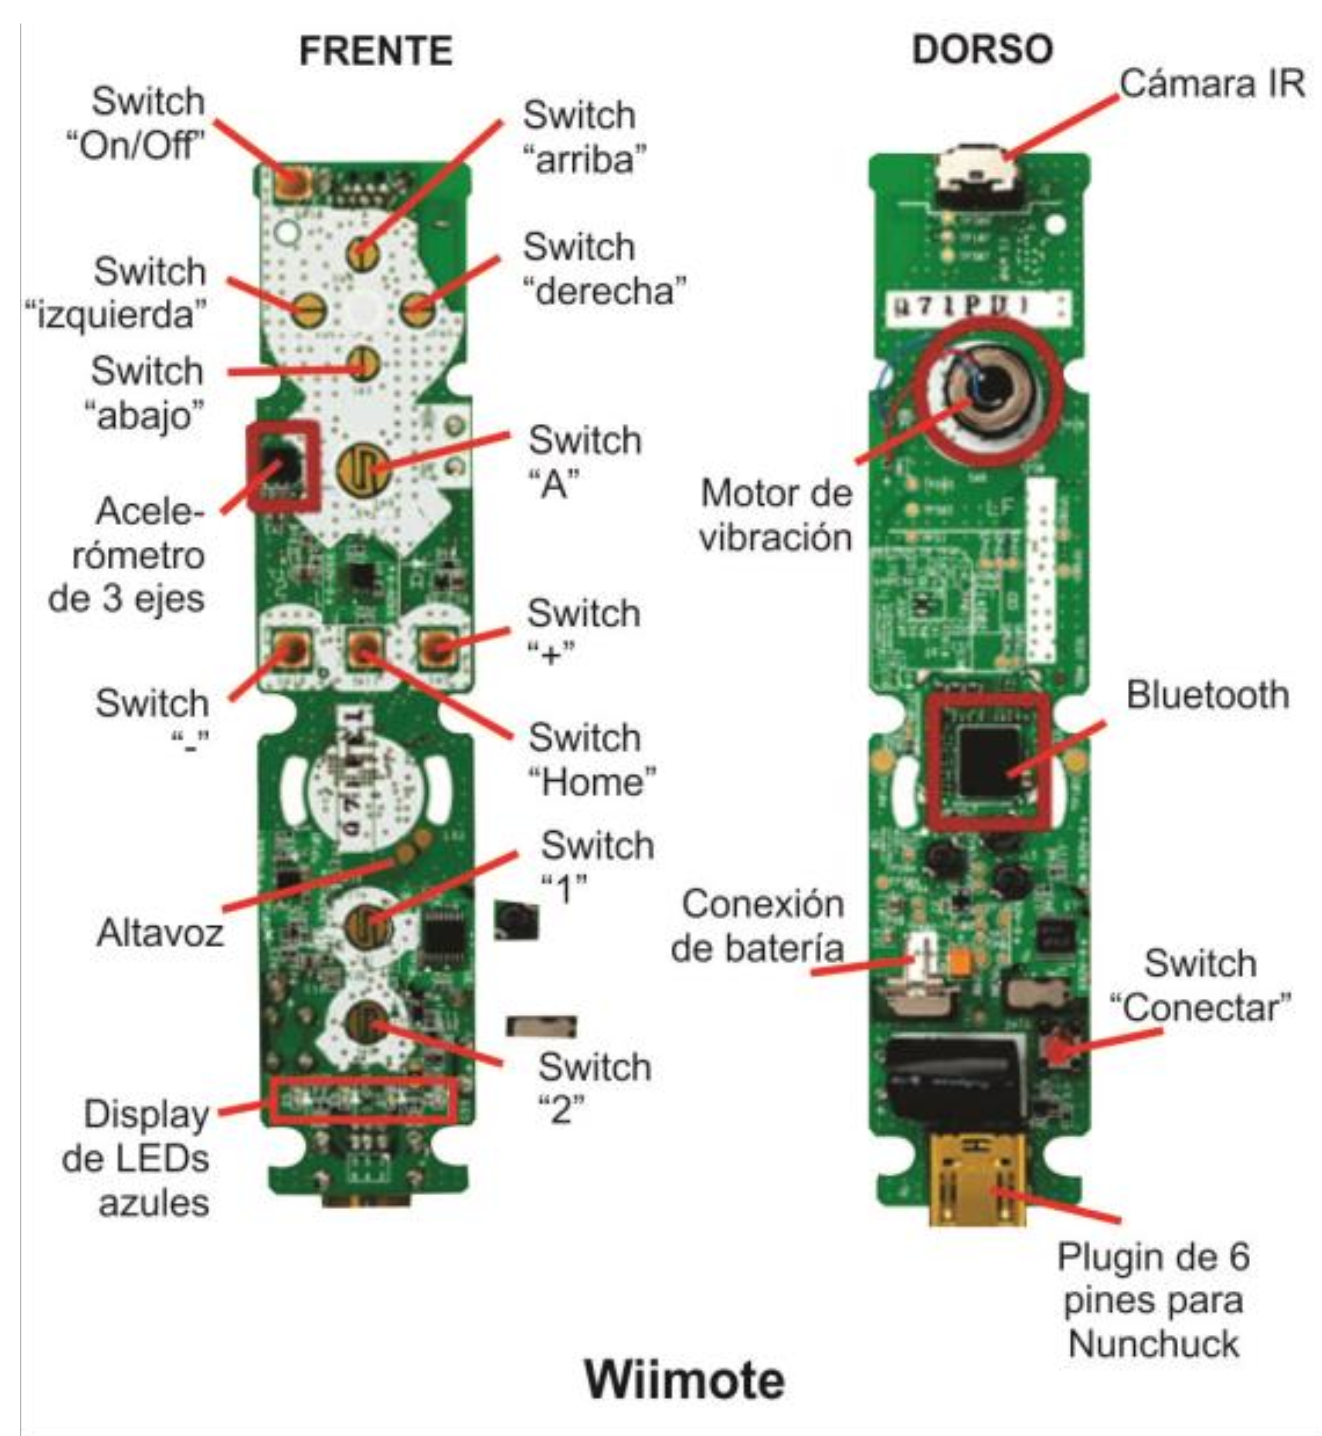 FRENTE
DORSO
Switch
“On/Off”
Switch
“arriba”
Cámara IR
Switch
“izquierda”
Switch
“derecha”
Switch
“abajo”
Switch
“A”
Acele-
rómetro
de 3 ejes
Motor de
vibración
Switch
“+”
Switch
“-”
Switch
“Home”
Bluetooth
Switch
“1”
Altavoz
Conexión
de batería
Switch
“Conectar”
Switch
“2”
Display
de LEDs
azules
Plugin de 6
pines para
Nunchuck
Wiimote